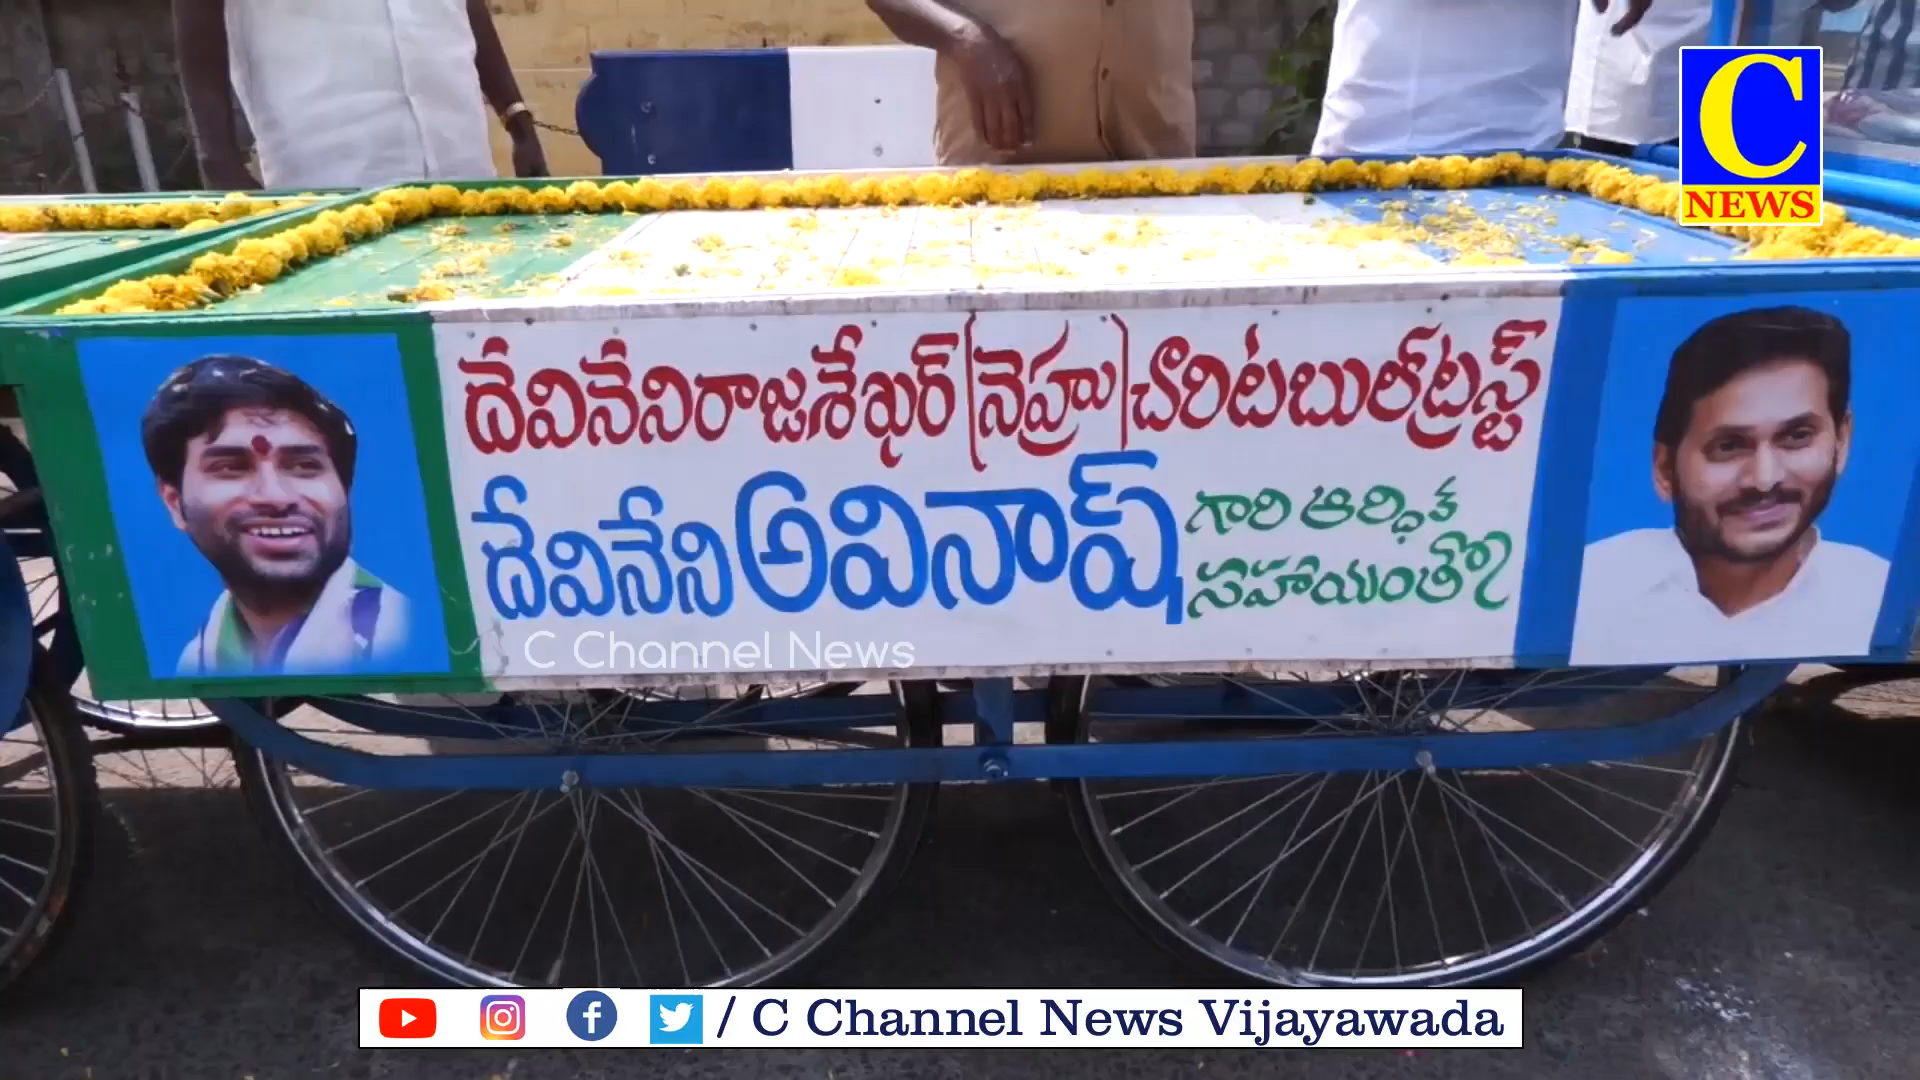 C
NEWS
దేవినేని రాజశేఖర్ (నెహ్రు) చారిటబుల్ ట్రస్ట్
దేవినేని అవినాష్ గారి ఆర్ధిక
సహాయంతో
C Channel News
/ C Channel News Vijayawada